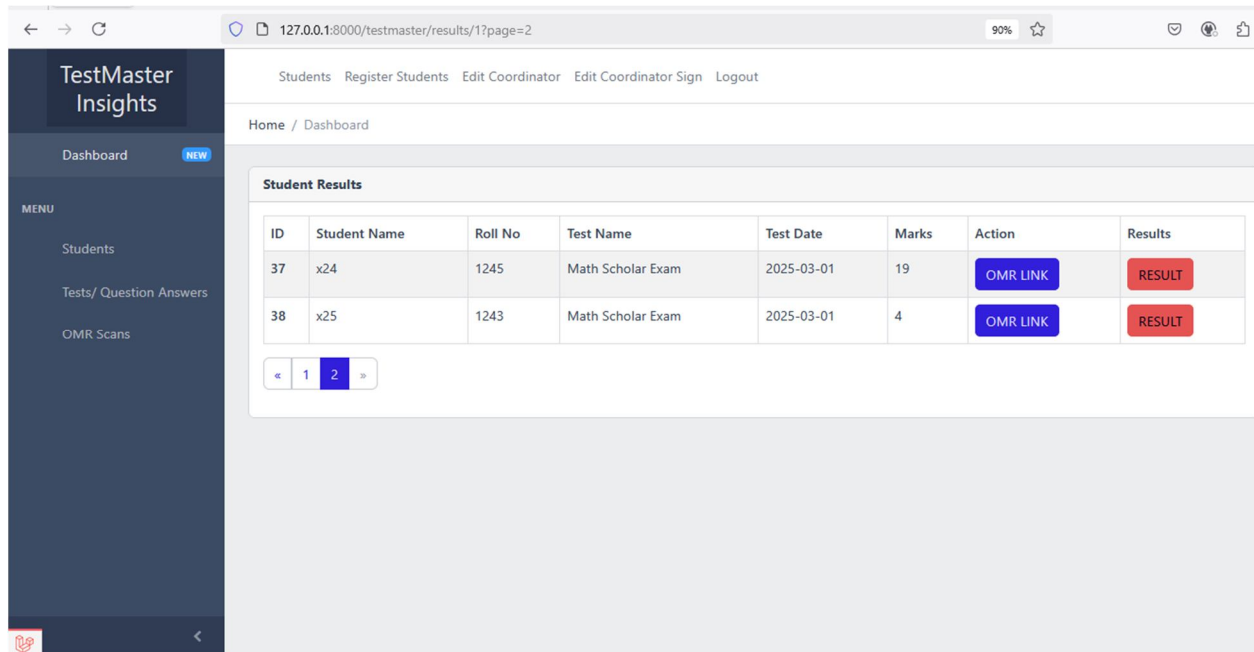 127.0.0.1:8000/testmaster/results/1?page=2 90%
TestMaster
Insights
Students Register Students Edit Coordinator Edit Coordinator Sign Logout
Home / Dashboard
Dashboard NEW
MENU
Students
Tests/ Question Answers
OMR Scans
Student Results
ID Student Name Roll No Test Name Test Date Marks Action Results
37 x24 1245 Math Scholar Exam 2025-03-01 19 OMR LINK RESULT
38 x25 1243 Math Scholar Exam 2025-03-01 4 OMR LINK RESULT
« 1 2 »